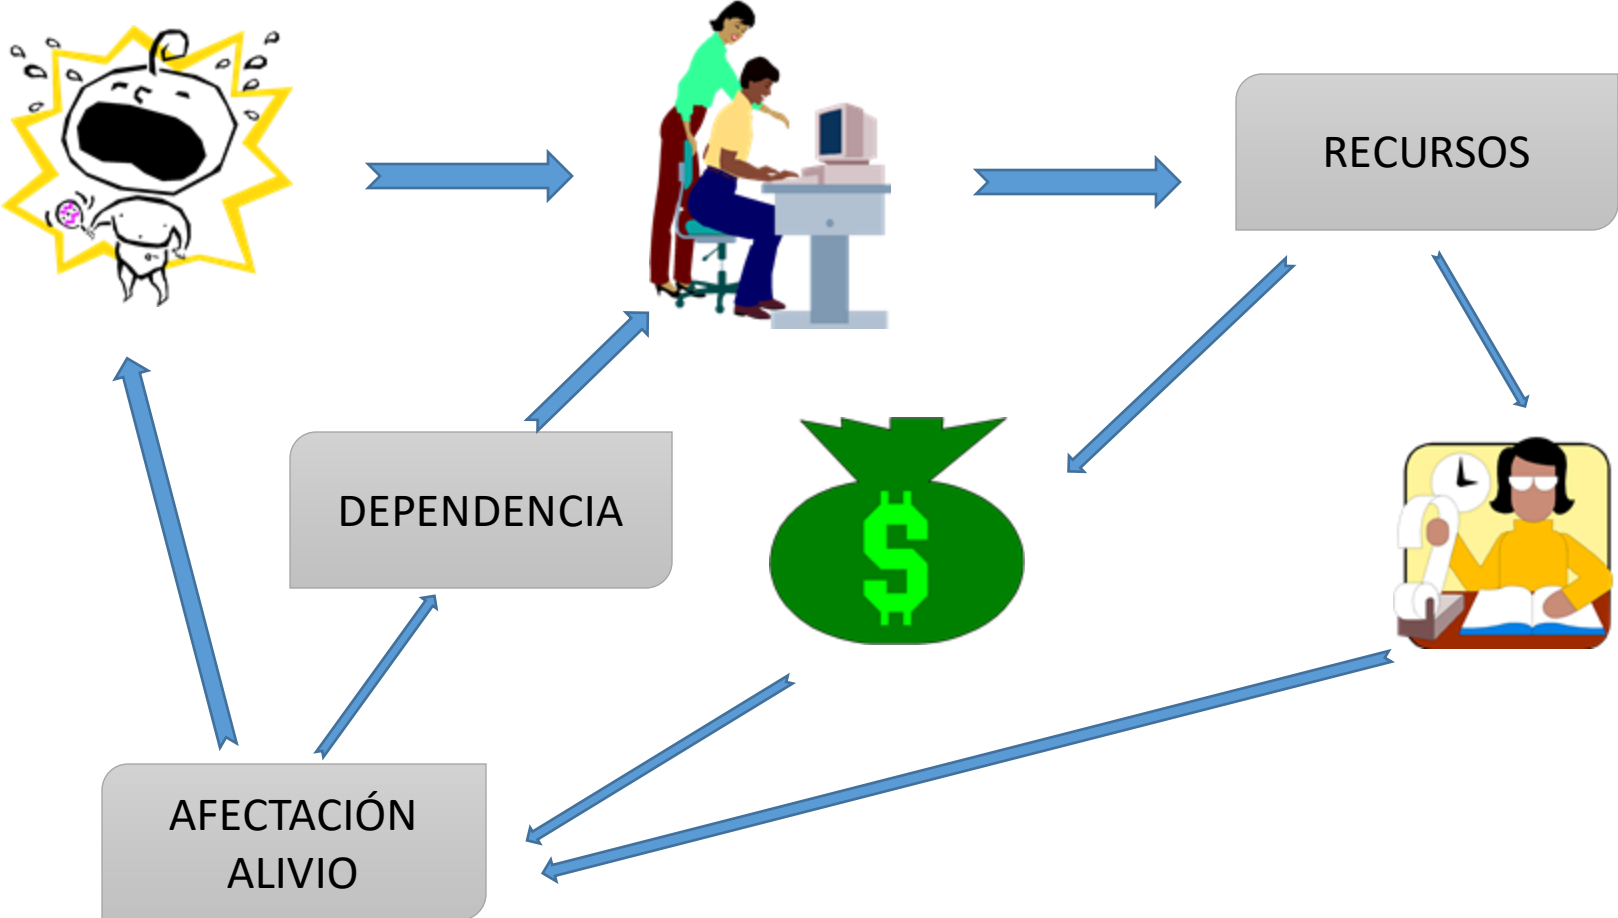 RECURSOS
DEPENDENCIA
$
AFECTACIÓN
ALIVIO